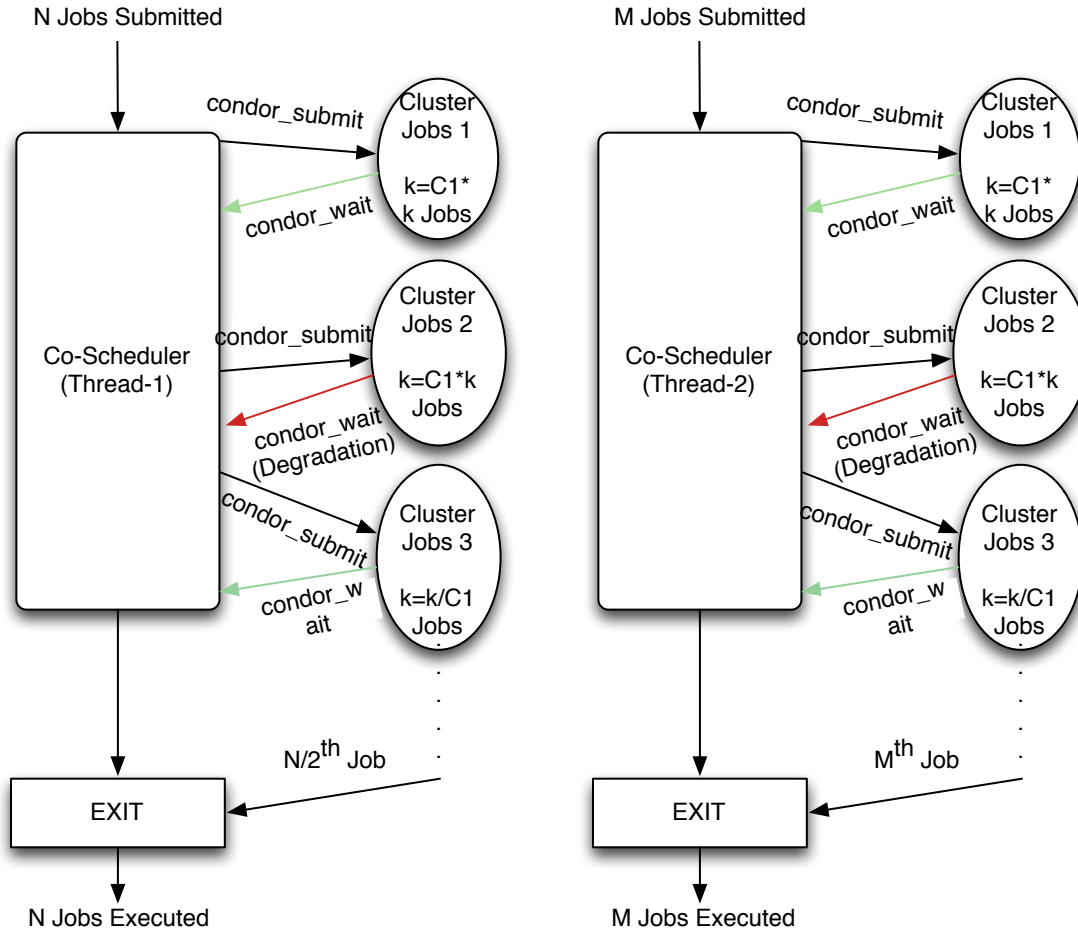 N Jobs Submitted
condor_submit
Cluster
Jobs 1
k=C1*
k Jobs
condor_wait
Co-Scheduler
(Thread-1)
condor_submit
Cluster
Jobs 2
k=C1*k
Jobs
condor_wait
(Degradation)
condor_submit
Cluster
Jobs 3
k=k/C1
Jobs
condor_w
ait
N/2th Job
EXIT
N Jobs Executed
M Jobs Submitted
condor_submit
Cluster
Jobs 1
k=C1*
k Jobs
condor_wait
Co-Scheduler
(Thread-2)
condor_submit
Cluster
Jobs 2
k=C1*k
Jobs
condor_wait
(Degradation)
condor_submit
Cluster
Jobs 3
k=k/C1
Jobs
condor_w
ait
Mth Job
EXIT
M Jobs Executed